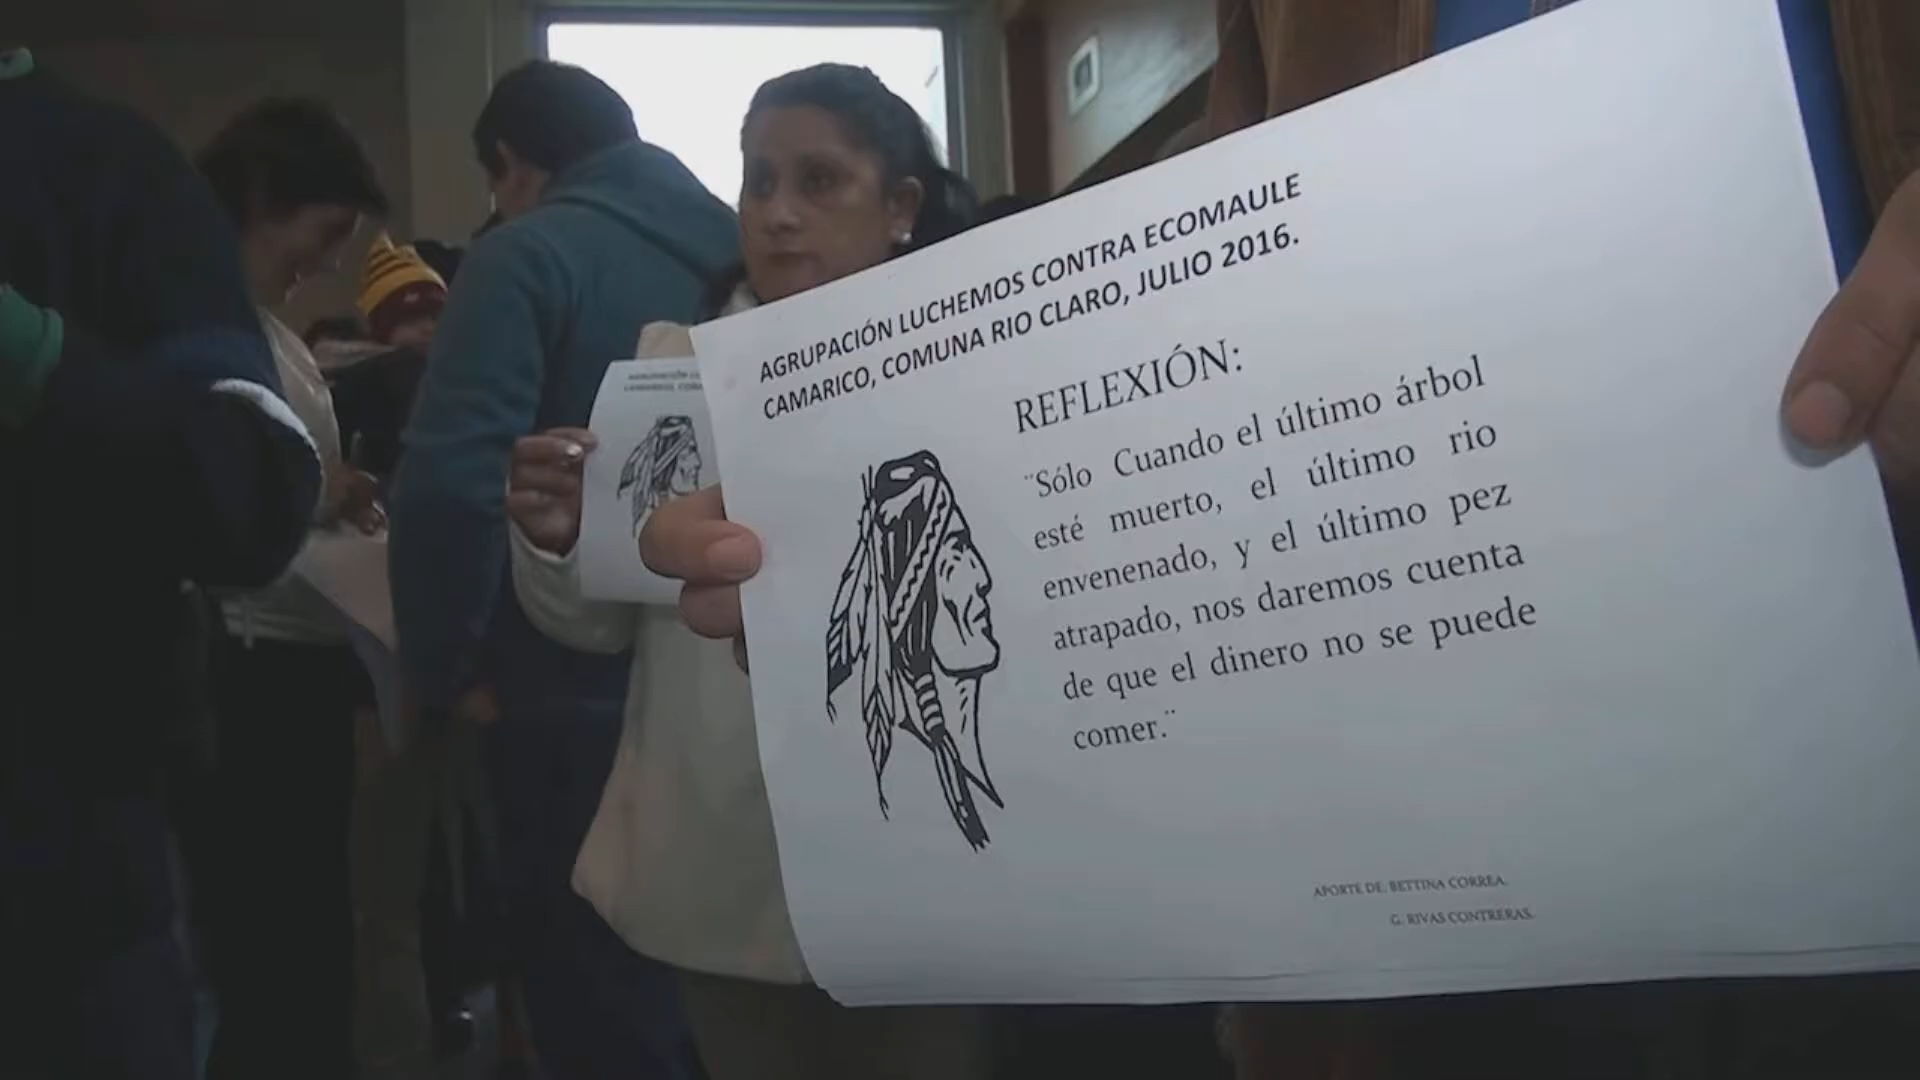 AGRUPACIÓN LUCHEMOS CONTRA ECOMAULE
CAMARICO, COMUNA RIO CLARO, JULIO 2016.
REFLEXIÓN:
¨Sólo Cuando el último árbol
esté muerto, el último rio
envenenado, y el último pez
atrapado, nos daremos cuenta
de que el dinero no se puede
comer.¨
APORTE DE: BETTINA CORREA.
G. RIVAS CONTRERAS.